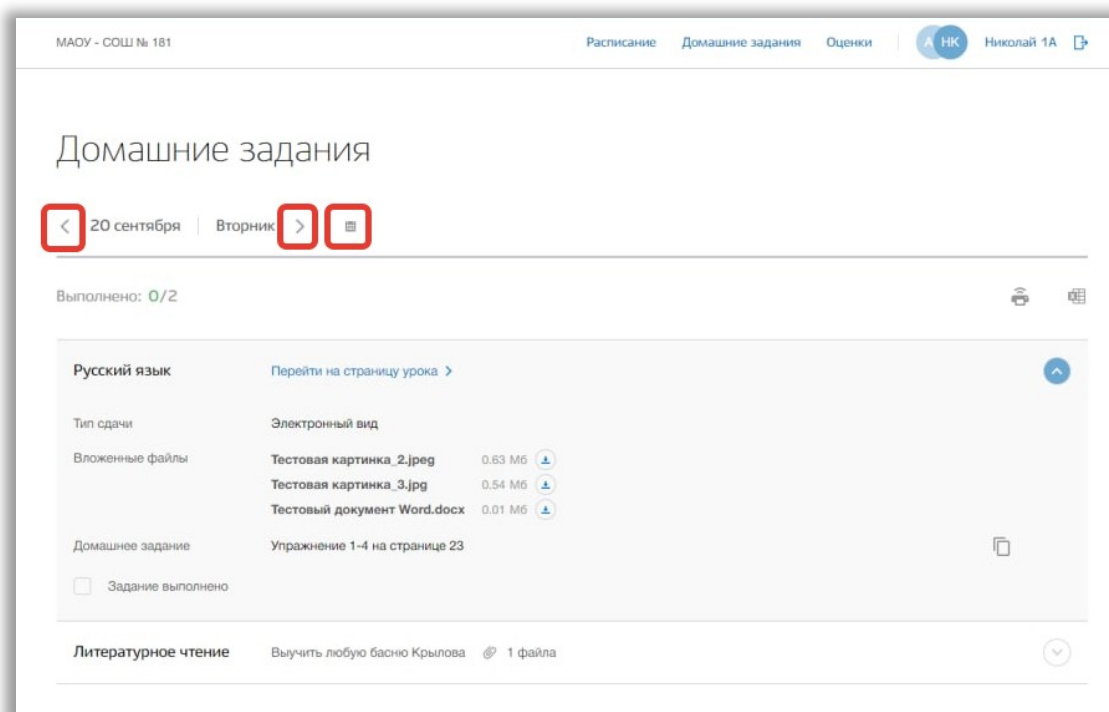 МАОУ - СОШ № 181 Расписание Домашние задания Оценки А НК Николай 1А
Домашние задания
20 сентября Вторник
Выполнено: 0/2
Русский язык Перейти на страницу урока
Тип сдачи Электронный вид
Вложенные файлы Тестовая картинка_2.jpeg 0.63 Мб
Тестовая картинка_3.jpg 0.54 Мб
Тестовый документ Word.docx 0.01 Мб
Домашнее задание Упражнение 1-4 на странице 23
Задание выполнено
Литературное чтение Выучить любую басню Крылова 1 файла